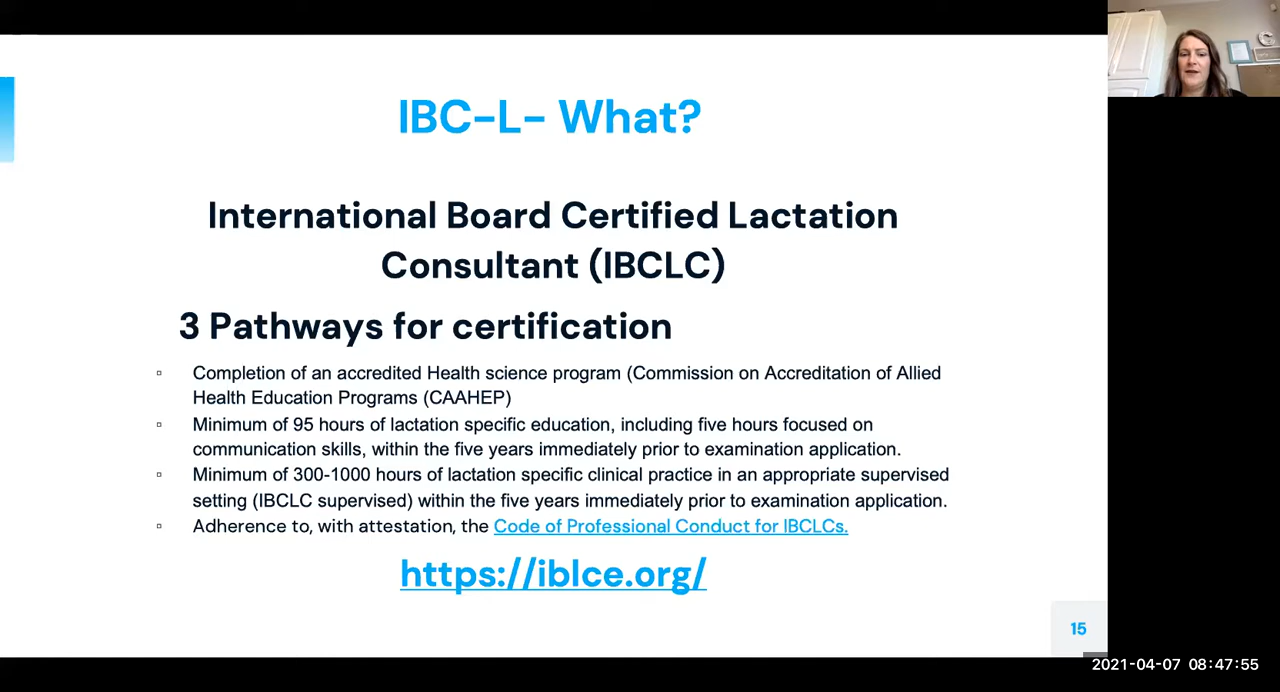 IBC-L- What?
International Board Certified Lactation
Consultant (IBCLC)
3 Pathways for certification
▫ Completion of an accredited Health science program (Commission on Accreditation of Allied
Health Education Programs (CAAHEP)
▫ Minimum of 95 hours of lactation specific education, including five hours focused on
communication skills, within the five years immediately prior to examination application.
▫ Minimum of 300-1000 hours of lactation specific clinical practice in an appropriate supervised
setting (IBCLC supervised) within the five years immediately prior to examination application.
▫ Adherence to, with attestation, the Code of Professional Conduct for IBCLCs.
https://iblce.org/
15
2021-04-07 08:47:55